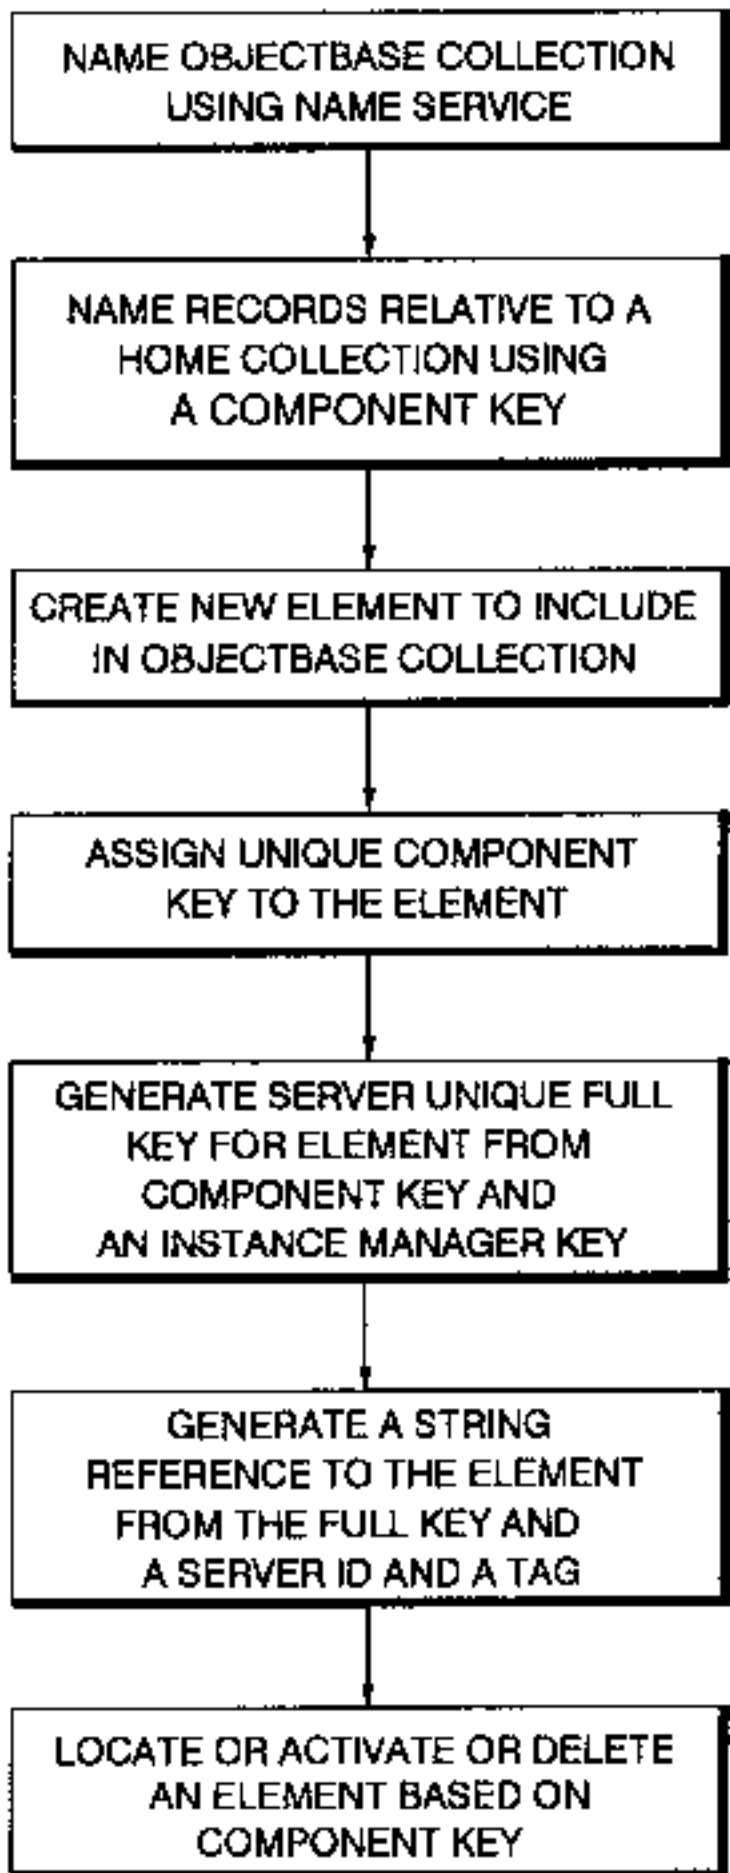 NAME OBJECTBASE COLLECTION
USING NAME SERVICE
NAME RECORDS RELATIVE TO A
HOME COLLECTION USING
A COMPONENT KEY
CREATE NEW ELEMENT TO INCLUDE
IN OBJECTBASE COLLECTION
ASSIGN UNIQUE COMPONENT
KEY TO THE ELEMENT
GENERATE SERVER UNIQUE FULL
KEY FOR ELEMENT FROM
COMPONENT KEY AND
AN INSTANCE MANAGER KEY
GENERATE A STRING
REFERENCE TO THE ELEMENT
FROM THE FULL KEY AND
A SERVER ID AND A TAG
LOCATE OR ACTIVATE OR DELETE
AN ELEMENT BASED ON
COMPONENT KEY